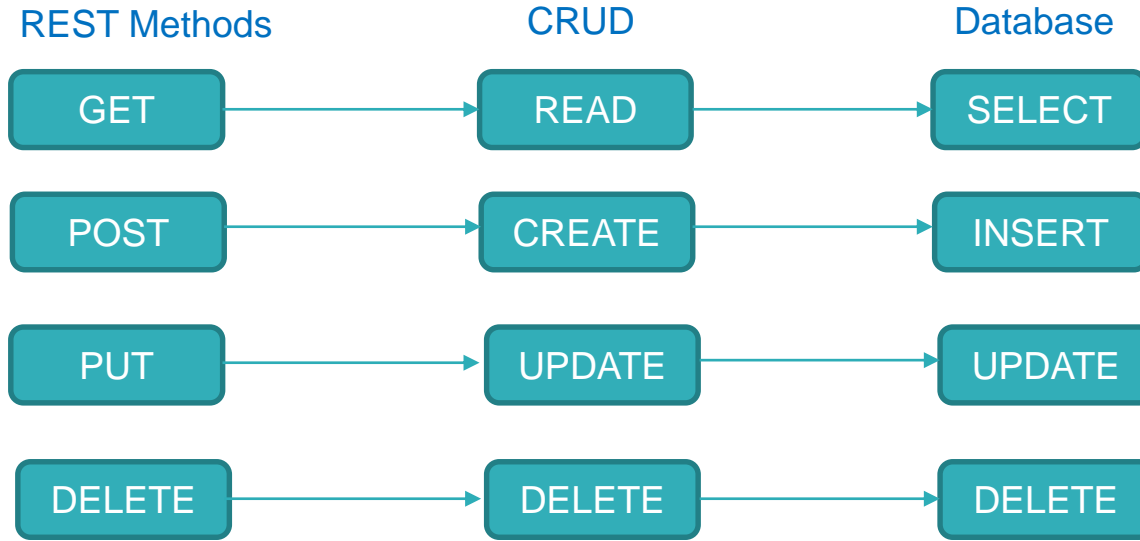 REST Methods CRUD Database
GET READ SELECT
POST CREATE INSERT
PUT UPDATE UPDATE
DELETE DELETE DELETE